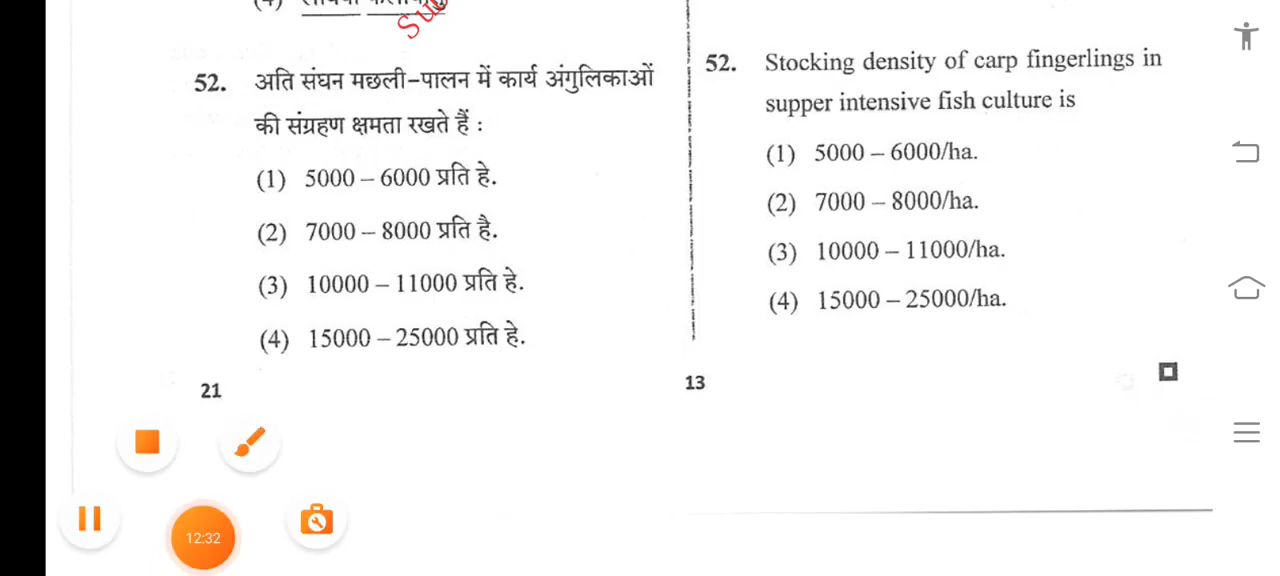 52. अति संघन मछली-पालन में कार्य अंगुलिकाओं
की संग्रहण क्षमता रखते हैं :
(1) 5000 – 6000 प्रति हे.
(2) 7000 – 8000 प्रति है.
(3) 10000 – 11000 प्रति हे.
(4) 15000 – 25000 प्रति हे.
21
52. Stocking density of carp fingerlings in
supper intensive fish culture is
(1) 5000 – 6000/ha.
(2) 7000 – 8000/ha.
(3) 10000 – 11000/ha.
(4) 15000 – 25000/ha.
13
12:32